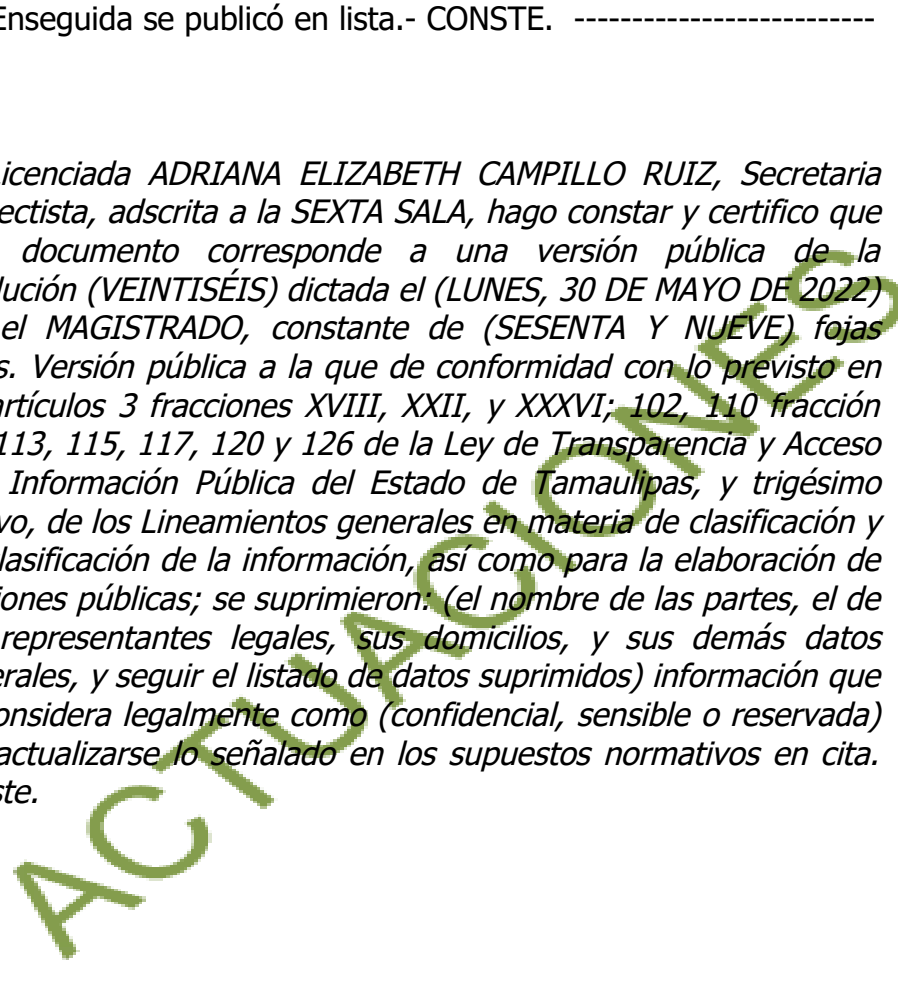 Enseguida se publicó en lista.- CONSTE. --------------------------
icenciada ADRIANA ELIZABETH CAMPILLO RUIZ, Secretaria
ectista, adscrita a la SEXTA SALA, hago constar y certifico que
documento corresponde a una versión pública de la
lución (VEINTISÉIS) dictada el (LUNES, 30 DE MAYO DE 2022)
el MAGISTRADO, constante de (SESENTA Y NUEVE) fojas
s. Versión pública a la que de conformidad con lo previsto en
artículos 3 fracciones XVIII, XXII, y XXXVI; 102, 110 fracción
113, 115, 117, 120 y 126 de la Ley de Transparencia y Acceso
Información Pública del Estado de Tamaulipas, y trigésimo
vo, de los Lineamientos generales en materia de clasificación y
lasificación de la información, así como para la elaboración de
iones públicas; se suprimieron: (el nombre de las partes, el de
representantes legales, sus domicilios, y sus demás datos
erales, y seguir el listado de datos suprimidos) información que
onsidera legalmente como (confidencial, sensible o reservada)
actualizarse lo señalado en los supuestos normativos en cita.
ste.
ACTUACIONES